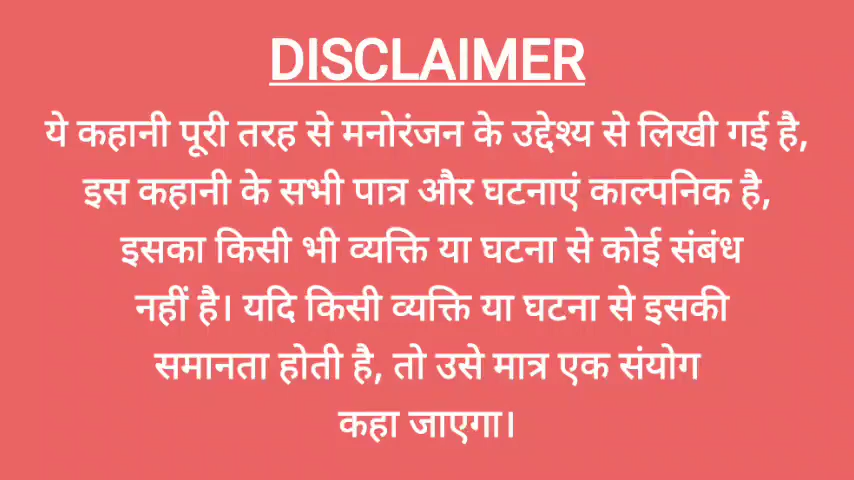 DISCLAIMER
ये कहानी पूरी तरह से मनोरंजन के उद्देश्य से लिखी गई है,
इस कहानी के सभी पात्र और घटनाएं काल्पनिक है,
इसका किसी भी व्यक्ति या घटना से कोई संबंध
नहीं है। यदि किसी व्यक्ति या घटना से इसकी
समानता होती है, तो उसे मात्र एक संयोग
कहा जाएगा।